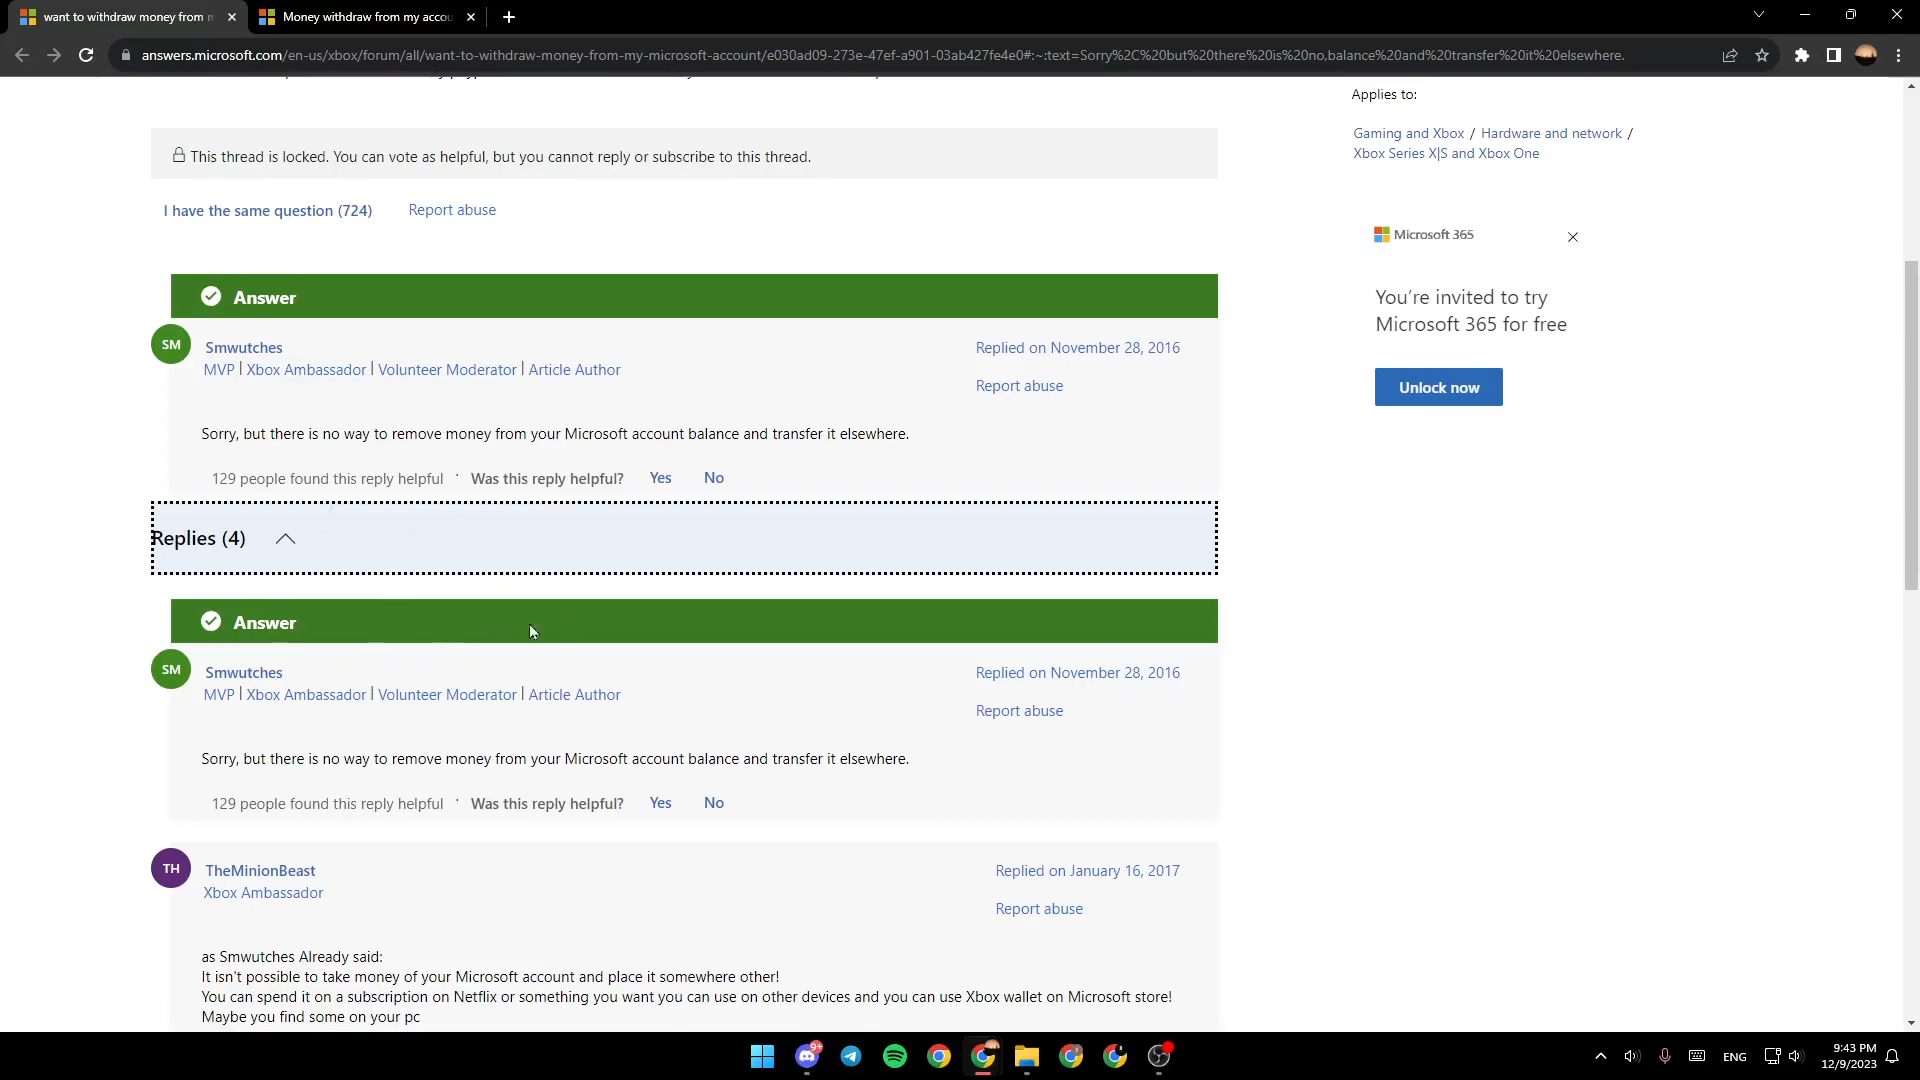 want to withdraw money from
Money withdraw from my accou
answers.microsoft.com/en-us/xbox/forum/all/want-to-withdraw-money-from-my-microsoft-account/e030ad09-273e-47ef-a901-03ab427fe4e0#:~:text=Sorry%2C%20but%20there%20is%20no,balance%20and%20transfer%20it%20elsewhere.
Applies to:
Gaming and Xbox / Hardware and network /
Xbox Series X|S and Xbox One
This thread is locked. You can vote as helpful, but you cannot reply or subscribe to this thread.
I have the same question (724) Report abuse
Microsoft 365
You're invited to try
Microsoft 365 for free
Unlock now
Answer
SM
Smwutches
Replied on November 28, 2016
MVP | Xbox Ambassador | Volunteer Moderator | Article Author
Report abuse
Sorry, but there is no way to remove money from your Microsoft account balance and transfer it elsewhere.
129 people found this reply helpful · Was this reply helpful? Yes No
Replies (4)
Answer
SM
Smwutches
Replied on November 28, 2016
MVP | Xbox Ambassador | Volunteer Moderator | Article Author
Report abuse
Sorry, but there is no way to remove money from your Microsoft account balance and transfer it elsewhere.
129 people found this reply helpful · Was this reply helpful? Yes No
TH
TheMinionBeast
Replied on January 16, 2017
Xbox Ambassador
Report abuse
as Smwutches Already said:
It isn't possible to take money of your Microsoft account and place it somewhere other!
You can spend it on a subscription on Netflix or something you want you can use on other devices and you can use Xbox wallet on Microsoft store!
Maybe you find some on your pc
9+
ENG
9:43 PM
12/9/2023